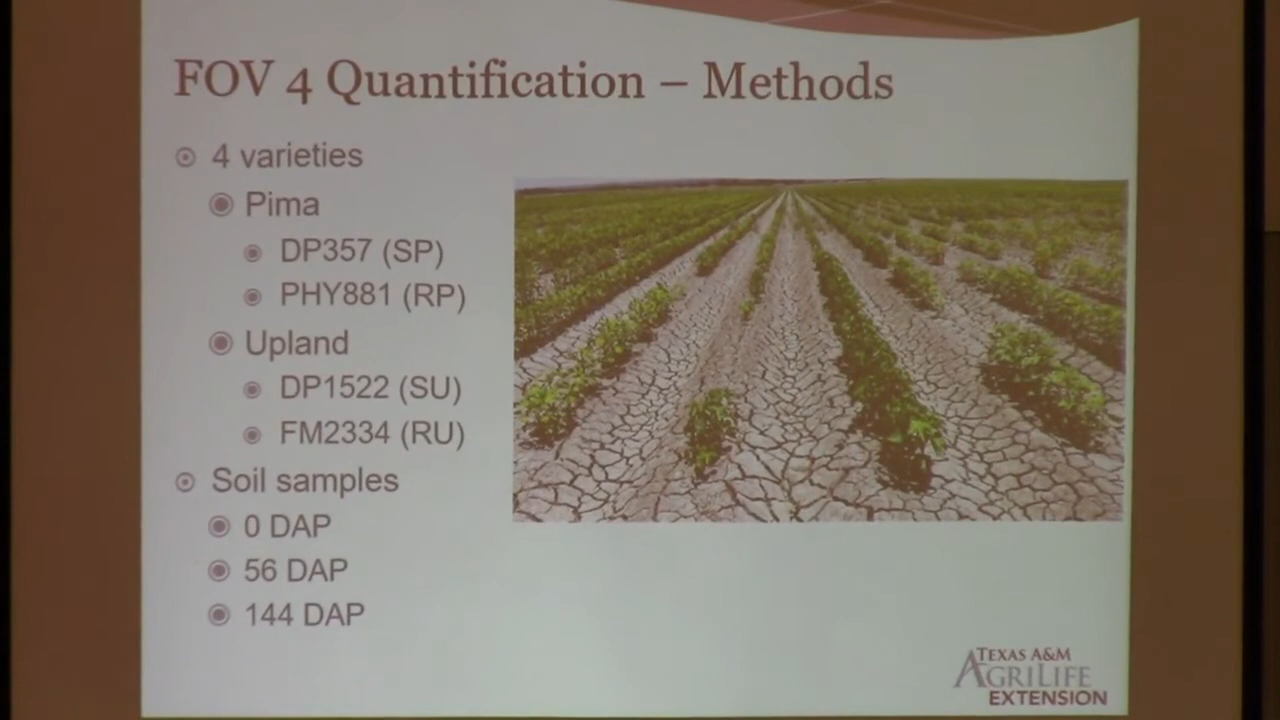 FOV 4 Quantification – Methods
4 varieties
Pima
DP357 (SP)
PHY881 (RP)
Upland
DP1522 (SU)
FM2334 (RU)
Soil samples
0 DAP
56 DAP
144 DAP
TEXAS A&M
AGRILIFE
EXTENSION